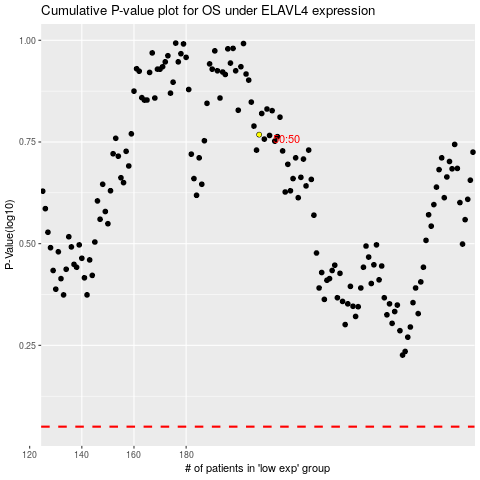 Cumulative P-value plot for OS under ELAVL4 expression
P-Value(log10)
1.00
0.75
0.50
0.25
:50
120 140 160 180
# of patients in 'low exp' group